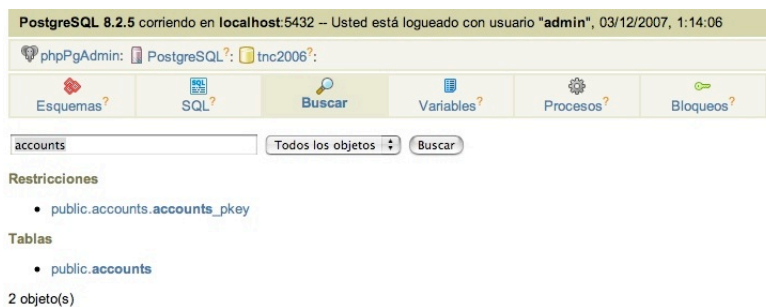 PostgreSQL 8.2.5 corriendo en localhost:5432 -- Usted está logueado con usuario "admin", 03/12/2007, 1:14:06
phpPgAdmin: PostgreSQL?: tnc2006?:
Esquemas? SQL? Buscar Variables? Procesos? Bloqueos?
accounts Todos los objetos Buscar
Restricciones
• public.accounts.accounts_pkey
Tablas
• public.accounts
2 objeto(s)